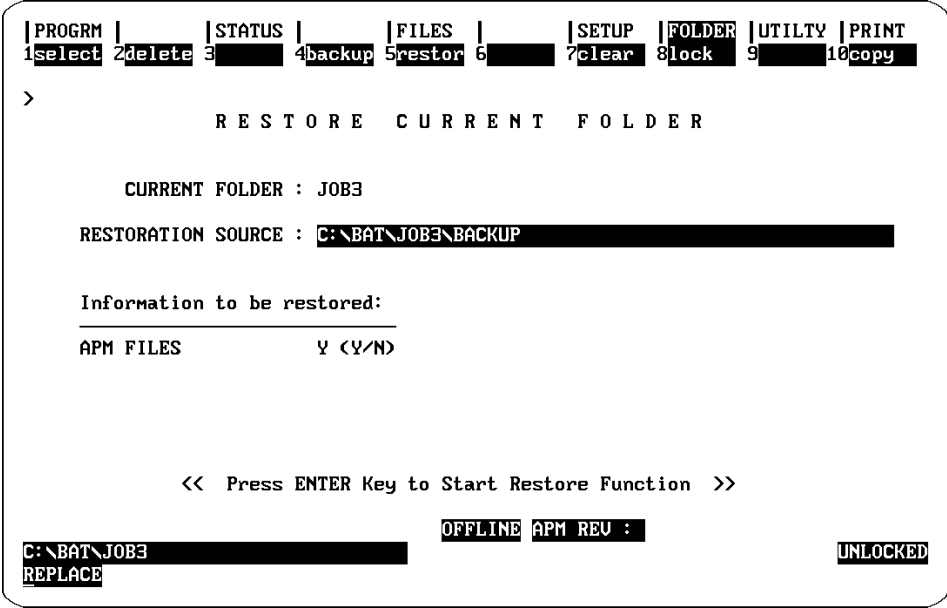 |PROGRM | |STATUS | |FILES | |SETUP |FOLDER |UTILTY |PRINT
1select 2delete 3 4backup 5restor 6 7clear 8lock 9 10copy
>
R E S T O R E C U R R E N T F O L D E R
CURRENT FOLDER : JOB3
RESTORATION SOURCE : C:\BAT\JOB3\BACKUP
Information to be restored:
APM FILES Y (Y/N)
<< Press ENTER Key to Start Restore Function >>
OFFLINE APM REV :
C:\BAT\JOB3 UNLOCKED
REPLACE